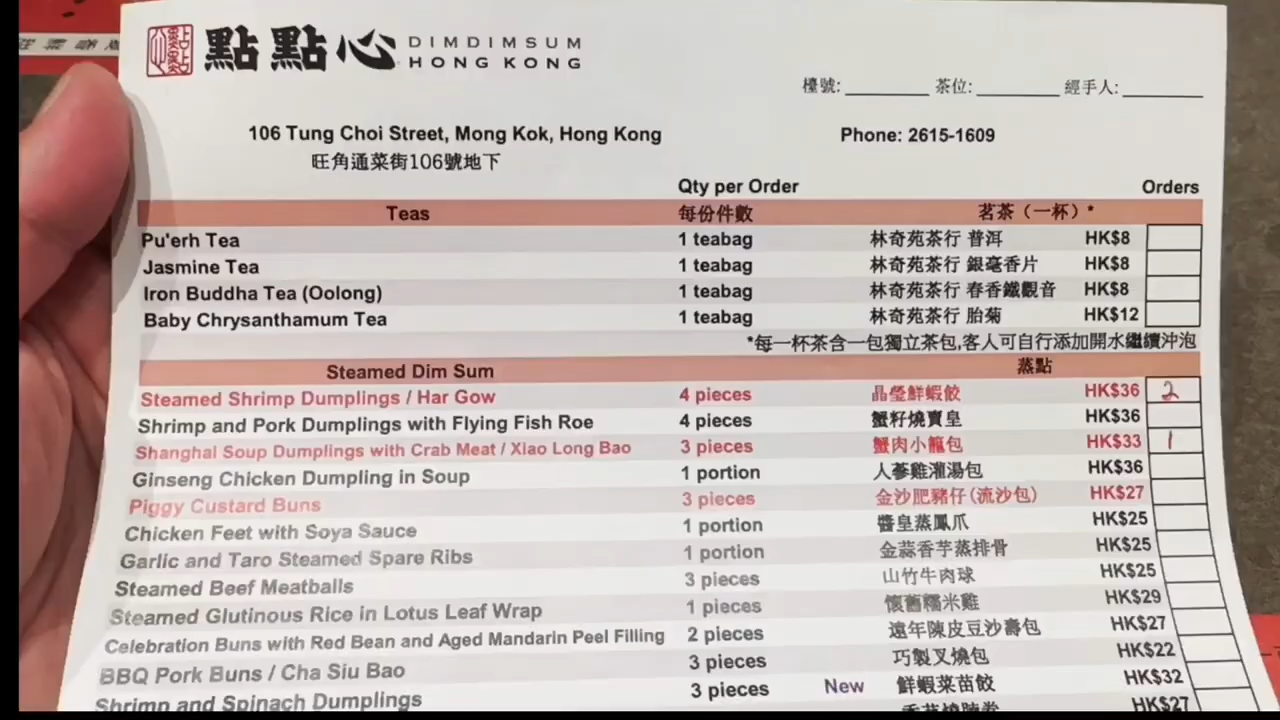 點點心 DIMDIMSUM
HONG KONG
檯號: ________ 茶位: ________ 經手人: ________
106 Tung Choi Street, Mong Kok, Hong Kong Phone: 2615-1609
旺角通菜街106號地下
Qty per Order Orders
Teas 每份件數 茗茶（一杯）*
Pu'erh Tea 1 teabag 林奇苑茶行 普洱 HK$8
Jasmine Tea 1 teabag 林奇苑茶行 銀毫香片 HK$8
Iron Buddha Tea (Oolong) 1 teabag 林奇苑茶行 春香鐵觀音 HK$8
Baby Chrysanthamum Tea 1 teabag 林奇苑茶行 胎菊 HK$12
*每一杯茶含一包獨立茶包,客人可自行添加開水繼續沖泡
Steamed Dim Sum 蒸點
Steamed Shrimp Dumplings / Har Gow 4 pieces 晶瑩鮮蝦餃 HK$36 2
Shrimp and Pork Dumplings with Flying Fish Roe 4 pieces 蟹籽燒賣皇 HK$36
Shanghai Soup Dumplings with Crab Meat / Xiao Long Bao 3 pieces 蟹肉小籠包 HK$33 1
Ginseng Chicken Dumpling in Soup 1 portion 人蔘雞灌湯包 HK$36
Piggy Custard Buns 3 pieces 金沙肥豬仔(流沙包) HK$27
Chicken Feet with Soya Sauce 1 portion 醬皇蒸鳳爪 HK$25
Garlic and Taro Steamed Spare Ribs 1 portion 金蒜香芋蒸排骨 HK$25
Steamed Beef Meatballs 3 pieces 山竹牛肉球 HK$25
Steamed Glutinous Rice in Lotus Leaf Wrap 1 pieces 懷舊糯米雞 HK$29
Celebration Buns with Red Bean and Aged Mandarin Peel Filling 2 pieces 遠年陳皮豆沙壽包 HK$27
BBQ Pork Buns / Cha Siu Bao 3 pieces 巧製叉燒包 HK$22
Shrimp and Spinach Dumplings 3 pieces New 鮮蝦菜苗餃 HK$32
HK$27